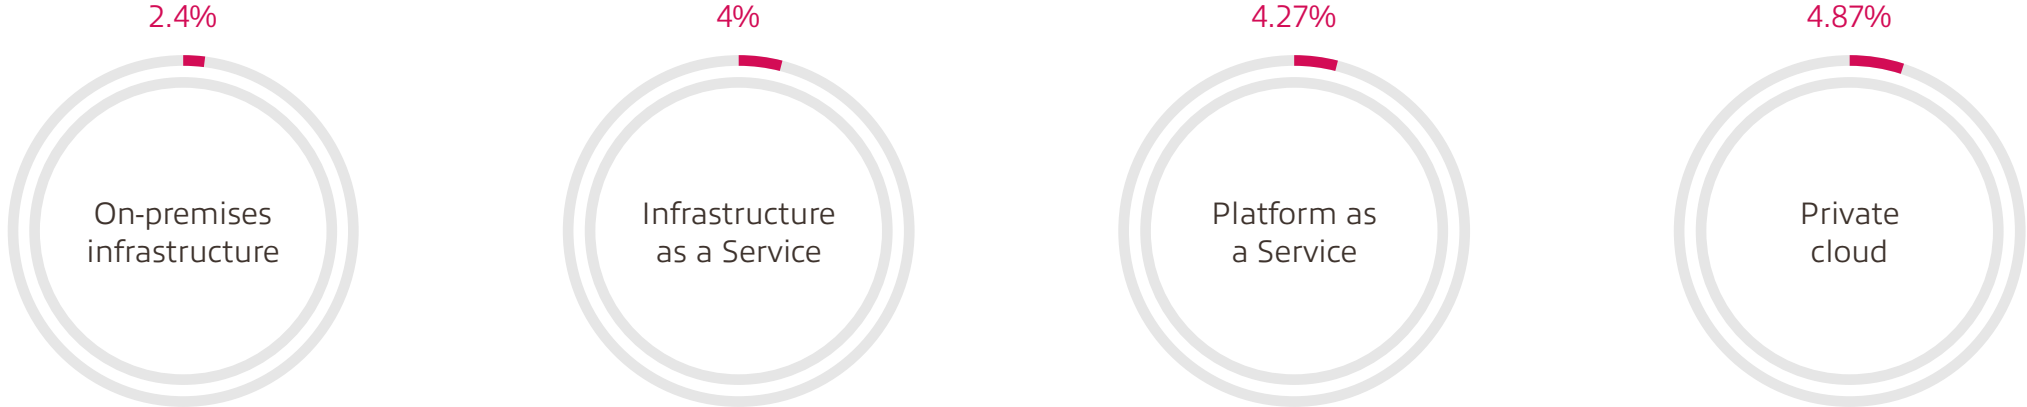 2.4%
On-premises
infrastructure
4%
Infrastructure
as a Service
4.27%
Platform as
a Service
4.87%
Private
cloud